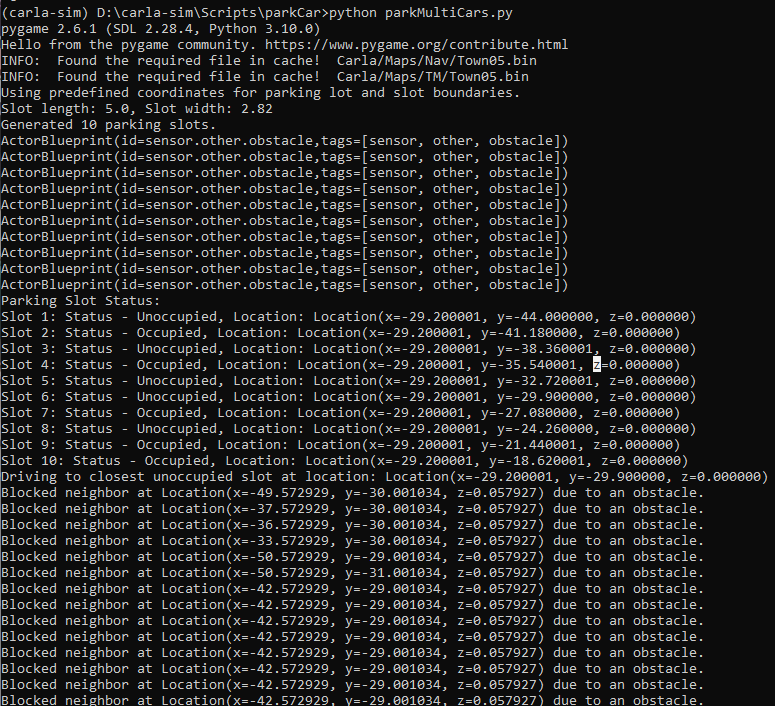 (carla-sim) D:\carla-sim\Scripts\parkCar>python parkMultiCars.py
pygame 2.6.1 (SDL 2.28.4, Python 3.10.0)
Hello from the pygame community. https://www.pygame.org/contribute.html
INFO:  Found the required file in cache!  Carla/Maps/Nav/Town05.bin
INFO:  Found the required file in cache!  Carla/Maps/TM/Town05.bin
Using predefined coordinates for parking lot and slot boundaries.
Slot length: 5.0, Slot width: 2.82
Generated 10 parking slots.
ActorBlueprint(id=sensor.other.obstacle,tags=[sensor, other, obstacle])
ActorBlueprint(id=sensor.other.obstacle,tags=[sensor, other, obstacle])
ActorBlueprint(id=sensor.other.obstacle,tags=[sensor, other, obstacle])
ActorBlueprint(id=sensor.other.obstacle,tags=[sensor, other, obstacle])
ActorBlueprint(id=sensor.other.obstacle,tags=[sensor, other, obstacle])
ActorBlueprint(id=sensor.other.obstacle,tags=[sensor, other, obstacle])
ActorBlueprint(id=sensor.other.obstacle,tags=[sensor, other, obstacle])
ActorBlueprint(id=sensor.other.obstacle,tags=[sensor, other, obstacle])
ActorBlueprint(id=sensor.other.obstacle,tags=[sensor, other, obstacle])
ActorBlueprint(id=sensor.other.obstacle,tags=[sensor, other, obstacle])
Parking Slot Status:
Slot 1: Status - Unoccupied, Location: Location(x=-29.200001, y=-44.000000, z=0.000000)
Slot 2: Status - Occupied, Location: Location(x=-29.200001, y=-41.180000, z=0.000000)
Slot 3: Status - Unoccupied, Location: Location(x=-29.200001, y=-38.360001, z=0.000000)
Slot 4: Status - Occupied, Location: Location(x=-29.200001, y=-35.540001, z=0.000000)
Slot 5: Status - Unoccupied, Location: Location(x=-29.200001, y=-32.720001, z=0.000000)
Slot 6: Status - Unoccupied, Location: Location(x=-29.200001, y=-29.900000, z=0.000000)
Slot 7: Status - Occupied, Location: Location(x=-29.200001, y=-27.080000, z=0.000000)
Slot 8: Status - Unoccupied, Location: Location(x=-29.200001, y=-24.260000, z=0.000000)
Slot 9: Status - Occupied, Location: Location(x=-29.200001, y=-21.440001, z=0.000000)
Slot 10: Status - Occupied, Location: Location(x=-29.200001, y=-18.620001, z=0.000000)
Driving to closest unoccupied slot at location: Location(x=-29.200001, y=-29.900000, z=0.000000)
Blocked neighbor at Location(x=-49.572929, y=-30.001034, z=0.057927) due to an obstacle.
Blocked neighbor at Location(x=-37.572929, y=-30.001034, z=0.057927) due to an obstacle.
Blocked neighbor at Location(x=-36.572929, y=-30.001034, z=0.057927) due to an obstacle.
Blocked neighbor at Location(x=-33.572929, y=-30.001034, z=0.057927) due to an obstacle.
Blocked neighbor at Location(x=-50.572929, y=-29.001034, z=0.057927) due to an obstacle.
Blocked neighbor at Location(x=-50.572929, y=-31.001034, z=0.057927) due to an obstacle.
Blocked neighbor at Location(x=-42.572929, y=-29.001034, z=0.057927) due to an obstacle.
Blocked neighbor at Location(x=-42.572929, y=-29.001034, z=0.057927) due to an obstacle.
Blocked neighbor at Location(x=-42.572929, y=-29.001034, z=0.057927) due to an obstacle.
Blocked neighbor at Location(x=-42.572929, y=-29.001034, z=0.057927) due to an obstacle.
Blocked neighbor at Location(x=-42.572929, y=-29.001034, z=0.057927) due to an obstacle.
Blocked neighbor at Location(x=-42.572929, y=-29.001034, z=0.057927) due to an obstacle.
Blocked neighbor at Location(x=-42.572929, y=-29.001034, z=0.057927) due to an obstacle.
Blocked neighbor at Location(x=-42.572929, y=-29.001034, z=0.057927) due to an obstacle.